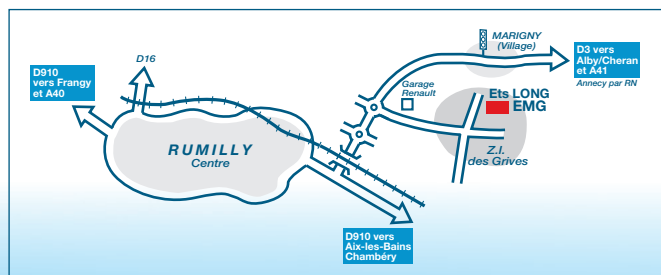 D910
vers Frangy
et A40
D16
RUMILLY
Centre
D910 vers
Aix-les-Bains
Chambéry
Garage
Renault
MARIGNY
(Village)
D3 vers
Alby/Cheran
et A41
Annecy par RN
Ets LONG
EMG
Z.I.
des Grives